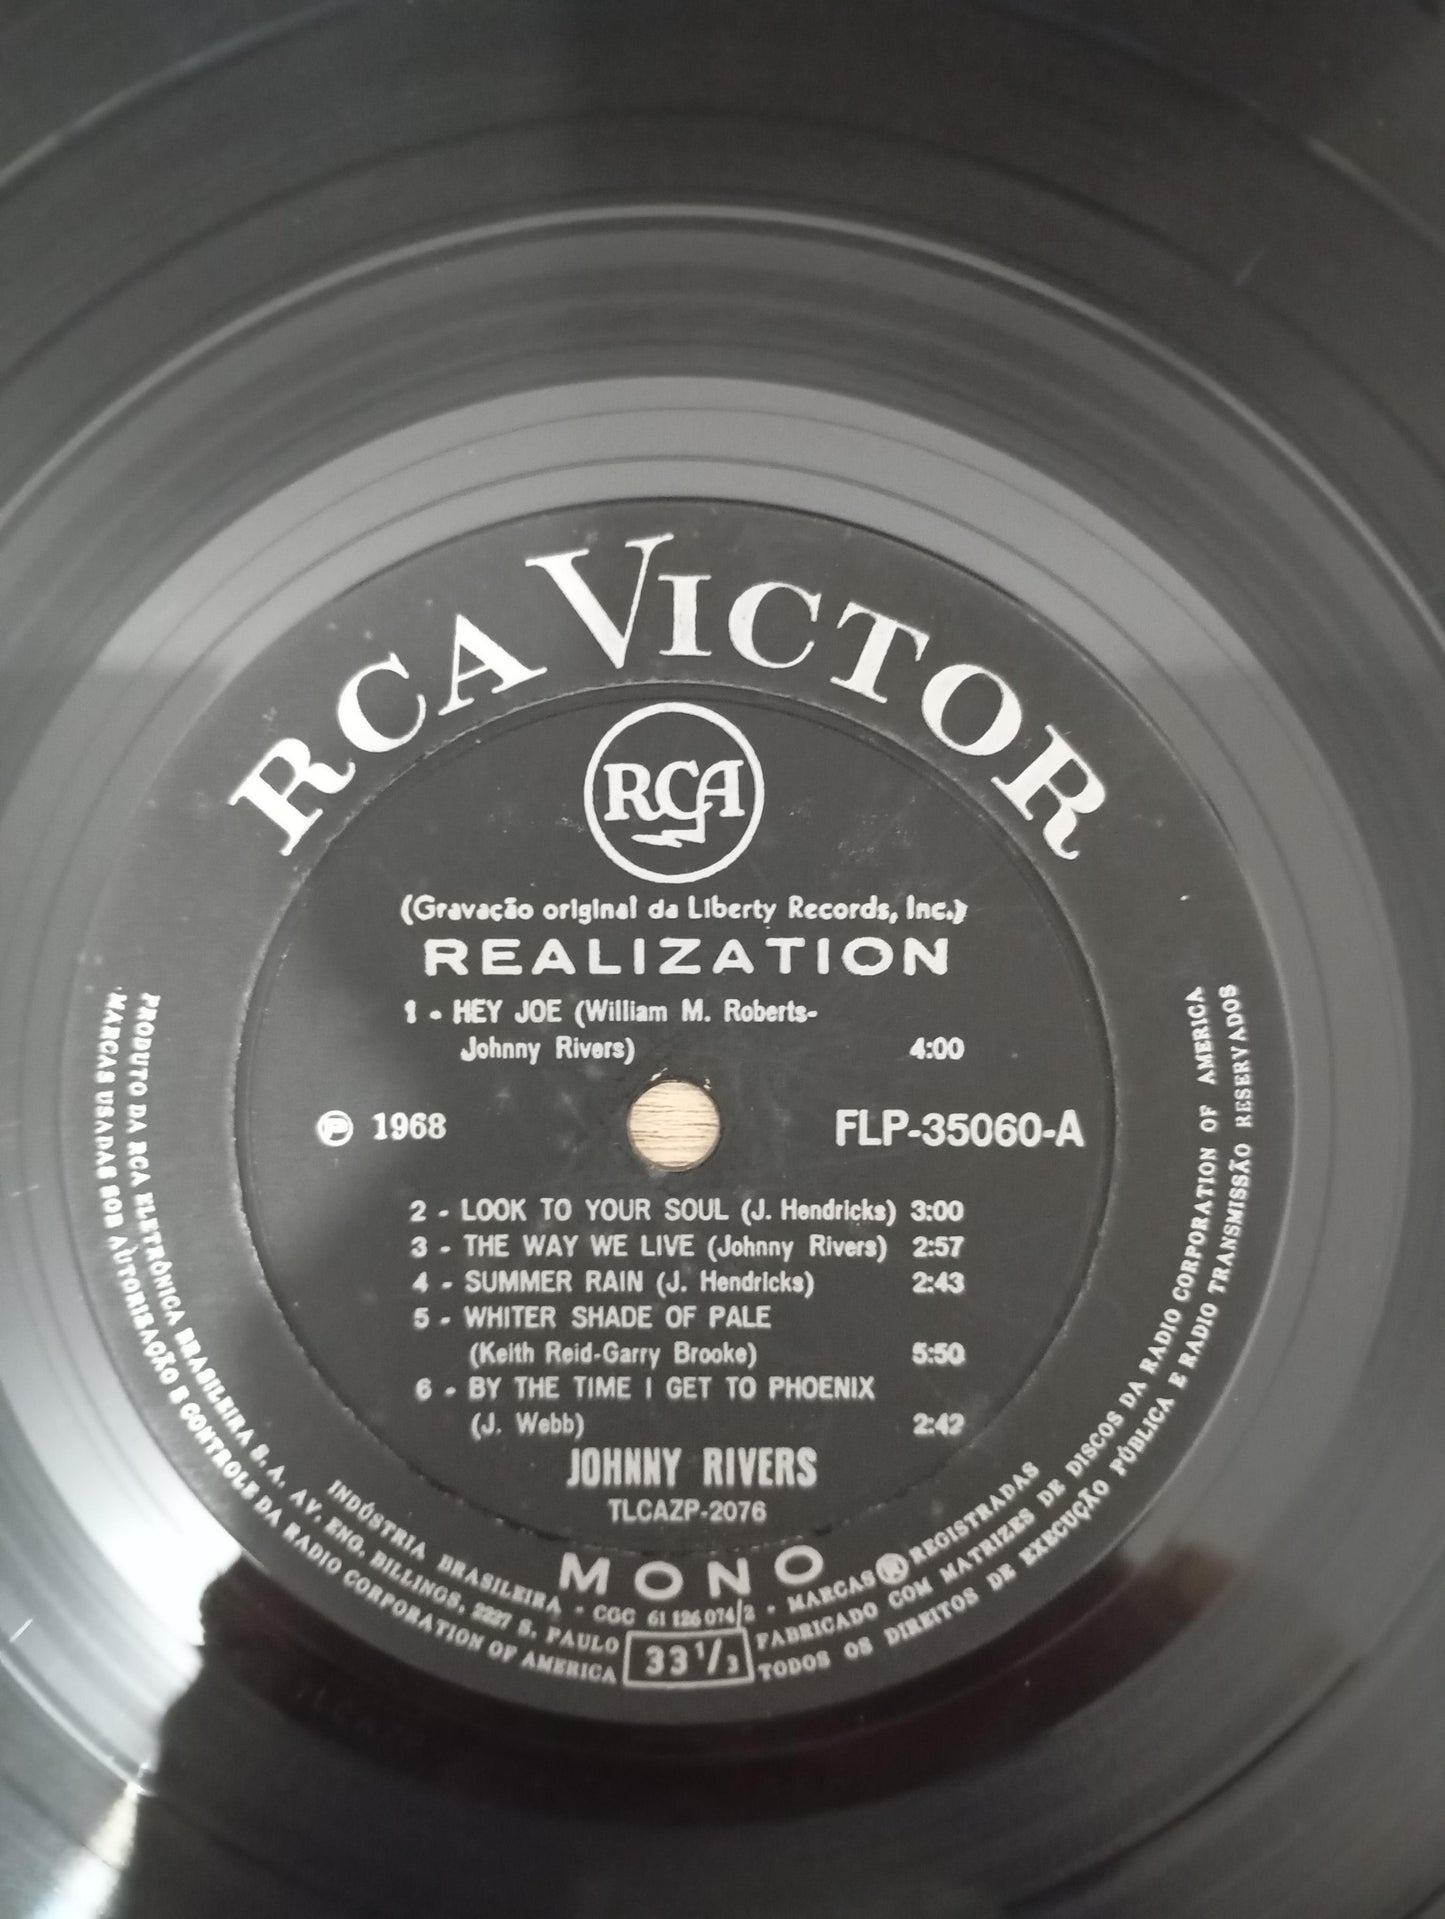 RCA VICTOR
RCA
(Gravação original da Liberty Records, Inc.)
REALIZATION
1 - HEY JOE (William M. Roberts-
Johnny Rivers) 4:00
℗ 1968 FLP-35060-A
2 - LOOK TO YOUR SOUL (J. Hendricks) 3:00
3 - THE WAY WE LIVE (Johnny Rivers) 2:57
4 - SUMMER RAIN (J. Hendricks) 2:43
5 - WHITER SHADE OF PALE
(Keith Reid-Garry Brooke) 5:50
6 - BY THE TIME I GET TO PHOENIX
(J. Webb) 2:42
JOHNNY RIVERS
TLCAZP-2076
MONO
INDÚSTRIA BRASILEIRA • CGC 61 126 074/2 • MARCAS ® REGISTRADAS
PRODUTO DA RCA ELETRÔNICA BRASILEIRA S. A. AV. ENG. BILLINGS, 2227 S. PAULO
FABRICADO COM MATRIZES DE DISCOS DA RADIO CORPORATION OF AMERICA
MARCAS USADAS SOB AUTORIZAÇÃO E CONTROLE DA RADIO CORPORATION OF AMERICA
TODOS OS DIREITOS DE EXECUÇÃO PÚBLICA E RADIO TRANSMISSÃO RESERVADOS
33 1/3